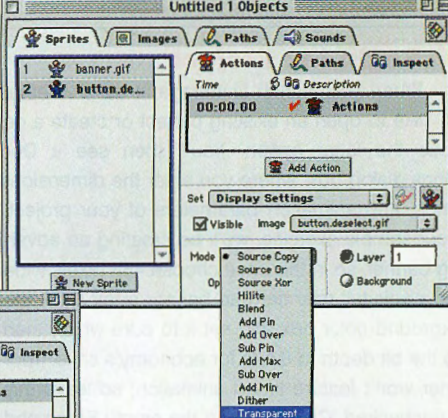 Untitled 1 Objects
Sprites Images Paths Sounds
Actions Paths Inspect
1 banner.gif
2 button.de...
Time Description
00:00.00 Actions
Add Action
Set Display Settings
Visible Image button.deselect.gif
Mode • Source Copy
Source Or
Source Xor
Hilite
Blend
Add Pin
Add Over
Sub Pin
Add Max
Sub Over
Add Min
Dither
Transparent
Op
Layer 1
Background
New Sprite
Inspect
s